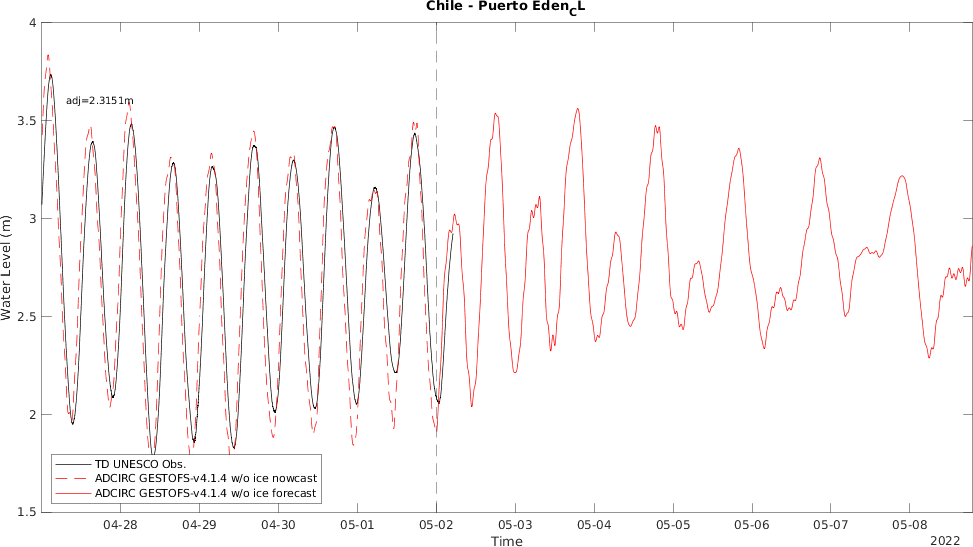 Chile - Puerto Eden_CL
4
adj=2.3151m
3.5
3
2.5
2
1.5
Water Level (m)
TD UNESCO Obs.
ADCIRC GESTOFS-v4.1.4 w/o ice nowcast
ADCIRC GESTOFS-v4.1.4 w/o ice forecast
04-28 04-29 04-30 05-01 05-02 05-03 05-04 05-05 05-06 05-07 05-08
Time
2022